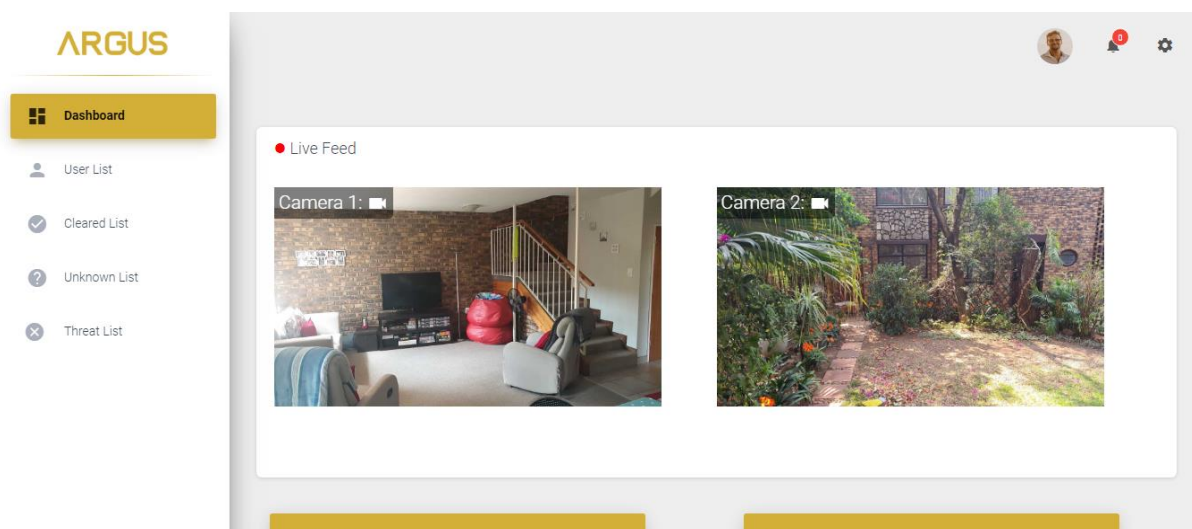 ARGUS
0
Dashboard
User List
Cleared List
Unknown List
Threat List
Live Feed
Camera 1:
Camera 2: